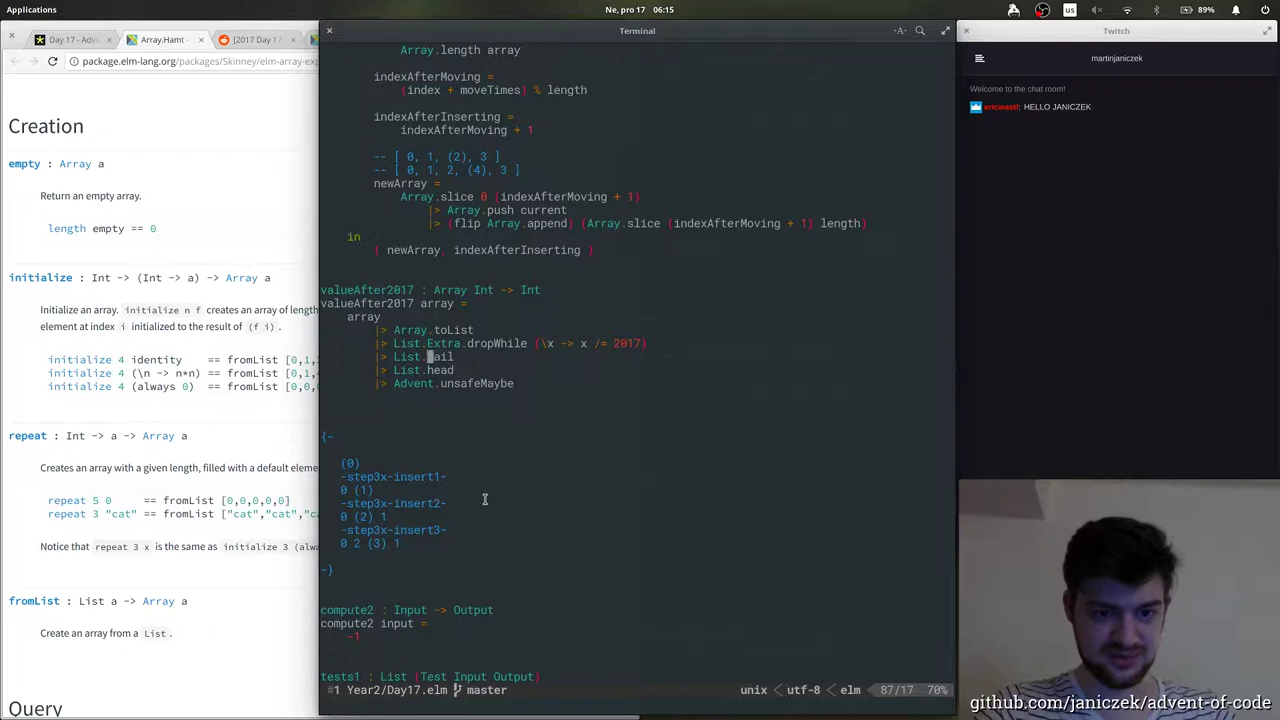 Applications
Ne, pro 17 06:15
us
89%
Day 17 - Adve
Array.Hamt -
[2017 Day 17
package.elm-lang.org/packages/Skinney/elm-array-exp
Creation
empty : Array a
Return an empty array.
length empty == 0
initialize : Int -> (Int -> a) -> Array a
Initialize an array. initialize n f creates an array of length
element at index i initialized to the result of (f i).
initialize 4 identity == fromList [0,1,
initialize 4 (\n -> n*n) == fromList [0,1,4
initialize 4 (always 0) == fromList [0,0,0
repeat : Int -> a -> Array a
Creates an array with a given length, filled with a default eleme
repeat 5 0 == fromList [0,0,0,0,0]
repeat 3 "cat" == fromList ["cat","cat","ca
Notice that repeat 3 x is the same as initialize 3 (alwa
fromList : List a -> Array a
Create an array from a List.
Query
Terminal
Array.length array
indexAfterMoving =
(index + moveTimes) % length
indexAfterInserting =
indexAfterMoving + 1
-- [ 0, 1, (2), 3 ]
-- [ 0, 1, 2, (4), 3 ]
newArray =
Array.slice 0 (indexAfterMoving + 1)
|> Array.push current
|> (flip Array.append) (Array.slice (indexAfterMoving + 1) length)
in
( newArray, indexAfterInserting )
valueAfter2017 : Array Int -> Int
valueAfter2017 array =
array
|> Array.toList
|> List.Extra.dropWhile (\x -> x /= 2017)
|> List.tail
|> List.head
|> Advent.unsafeMaybe
{-
(0)
-step3x-insert1-
0 (1)
-step3x-insert2-
0 (2) 1
-step3x-insert3-
0 2 (3) 1
-}
compute2 : Input -> Output
compute2 input =
-1
tests1 : List (Test Input Output)
#1 Year2/Day17.elm master
unix < utf-8 < elm 87/17 70%
Twitch
martinjaniczek
Welcome to the chat room!
ericwastl: HELLO JANICZEK
github.com/janiczek/advent-of-code